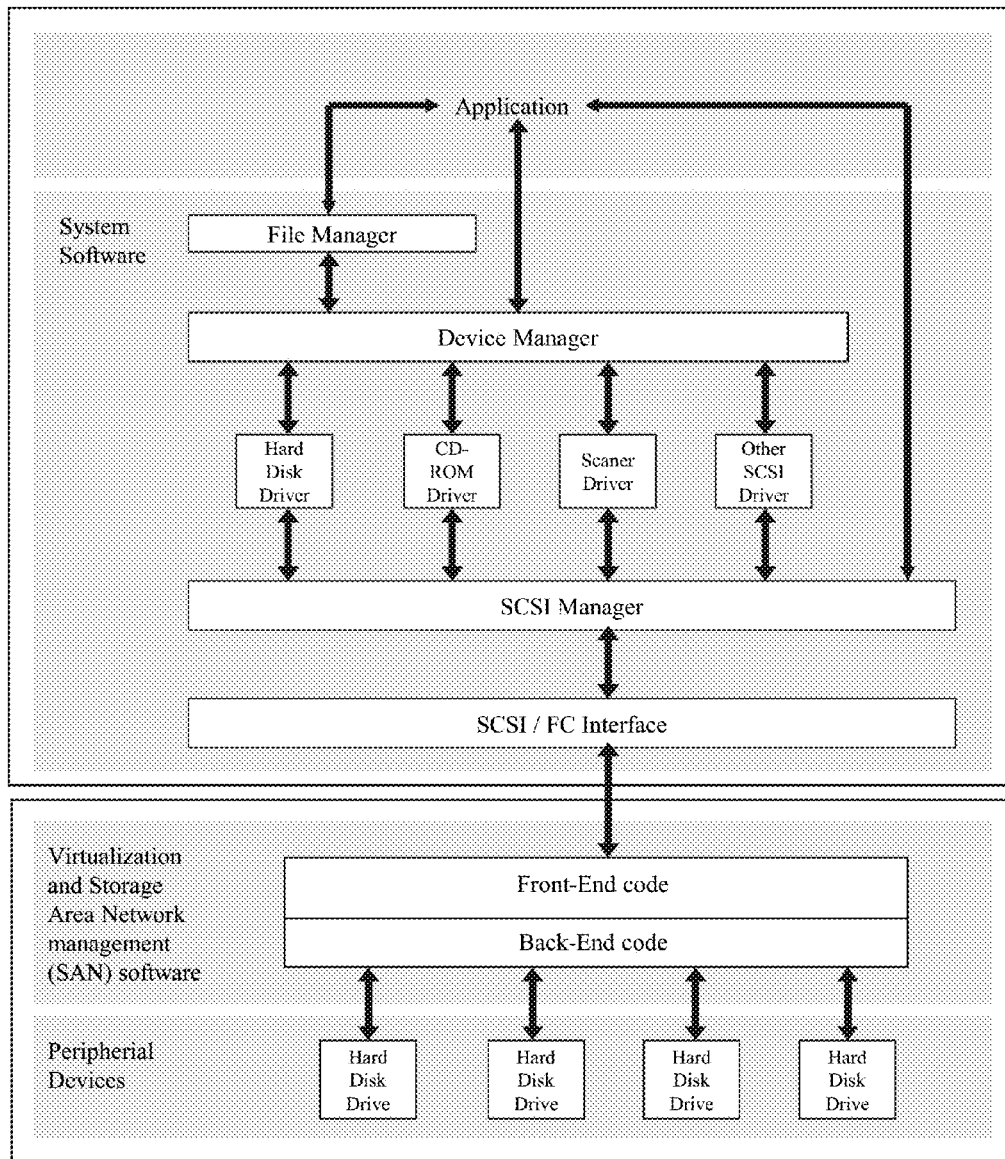 Application
System
Software
File Manager
Device Manager
Hard
Disk
Driver
CD-
ROM
Driver
Scaner
Driver
Other
SCSI
Driver
SCSI Manager
SCSI / FC Interface
Virtualization
and Storage
Area Network
management
(SAN) software
Front-End code
Back-End code
Peripherial
Devices
Hard
Disk
Drive
Hard
Disk
Drive
Hard
Disk
Drive
Hard
Disk
Drive